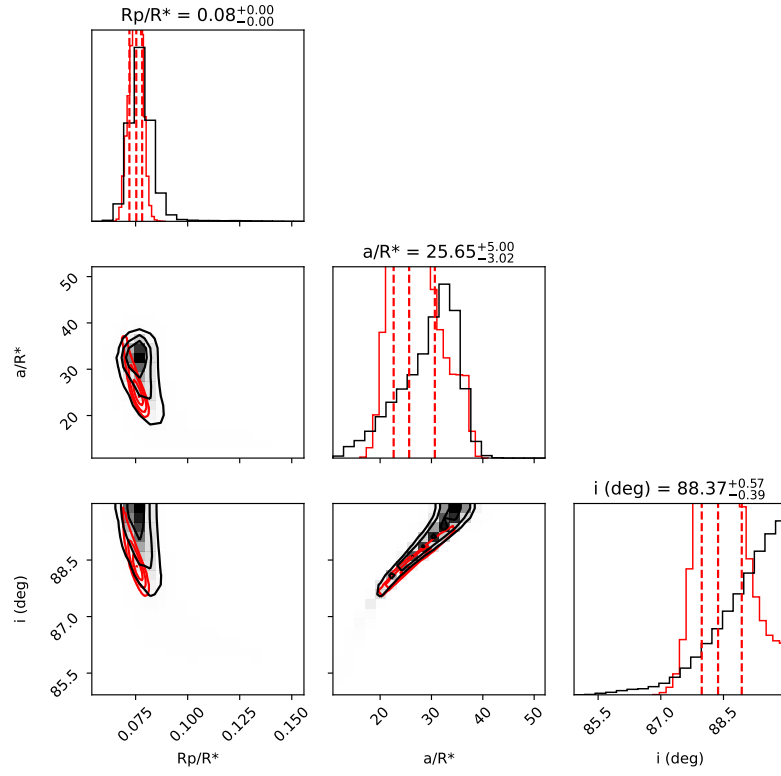 Rp/R* = 0.08+0.00−0.00
a/R* = 25.65+5.00−3.02
i (deg) = 88.37+0.57−0.39
50
40
30
20
a/R*
88.5
87.0
85.5
i (deg)
0.075
0.100
0.125
0.150
Rp/R*
20
30
40
50
a/R*
85.5
87.0
88.5
i (deg)